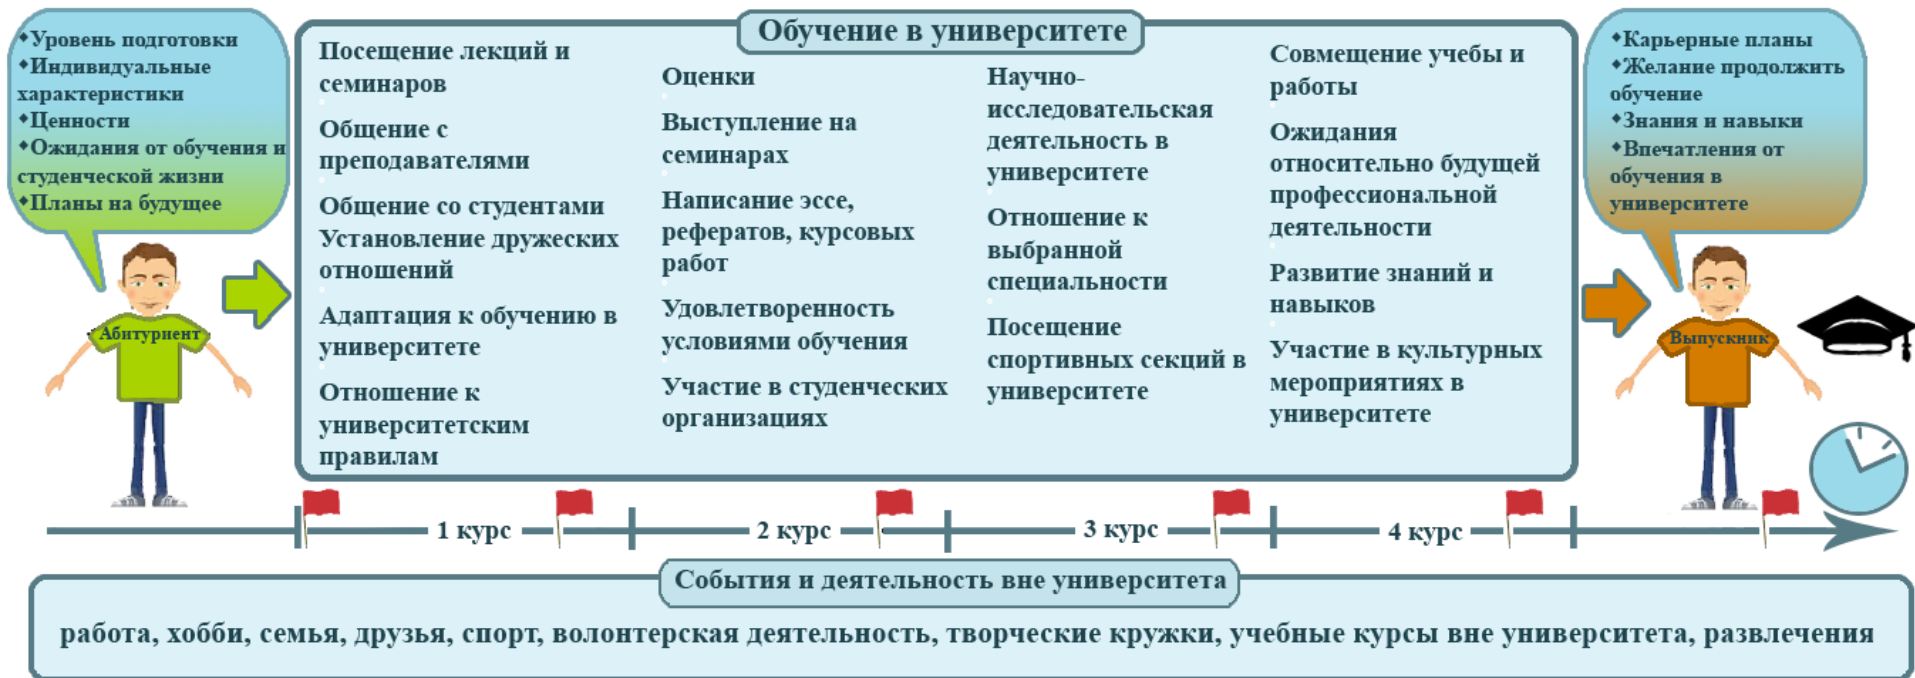 ◆Уровень подготовки
◆Индивидуальные
характеристики
◆Ценности
◆Ожидания от обучения и
студенческой жизни
◆Планы на будущее
Абитуриент
Обучение в университете
Посещение лекций и
семинаров
Общение с
преподавателями
Общение со студентами
Установление дружеских
отношений
Адаптация к обучению в
университете
Отношение к
университетским
правилам
Оценки
Выступление на
семинарах
Написание эссе,
рефератов, курсовых
работ
Удовлетворенность
условиями обучения
Участие в студенческих
организациях
Научно-
исследовательская
деятельность в
университете
Отношение к
выбранной
специальности
Посещение
спортивных секций в
университете
Совмещение учебы и
работы
Ожидания
относительно будущей
профессиональной
деятельности
Развитие знаний и
навыков
Участие в культурных
мероприятиях в
университете
◆Карьерные планы
◆Желание продолжить
обучение
◆Знания и навыки
◆Впечатления от
обучения в
университете
Выпускник
1 курс
2 курс
3 курс
4 курс
События и деятельность вне университета
работа, хобби, семья, друзья, спорт, волонтерская деятельность, творческие кружки, учебные курсы вне университета, развлечения